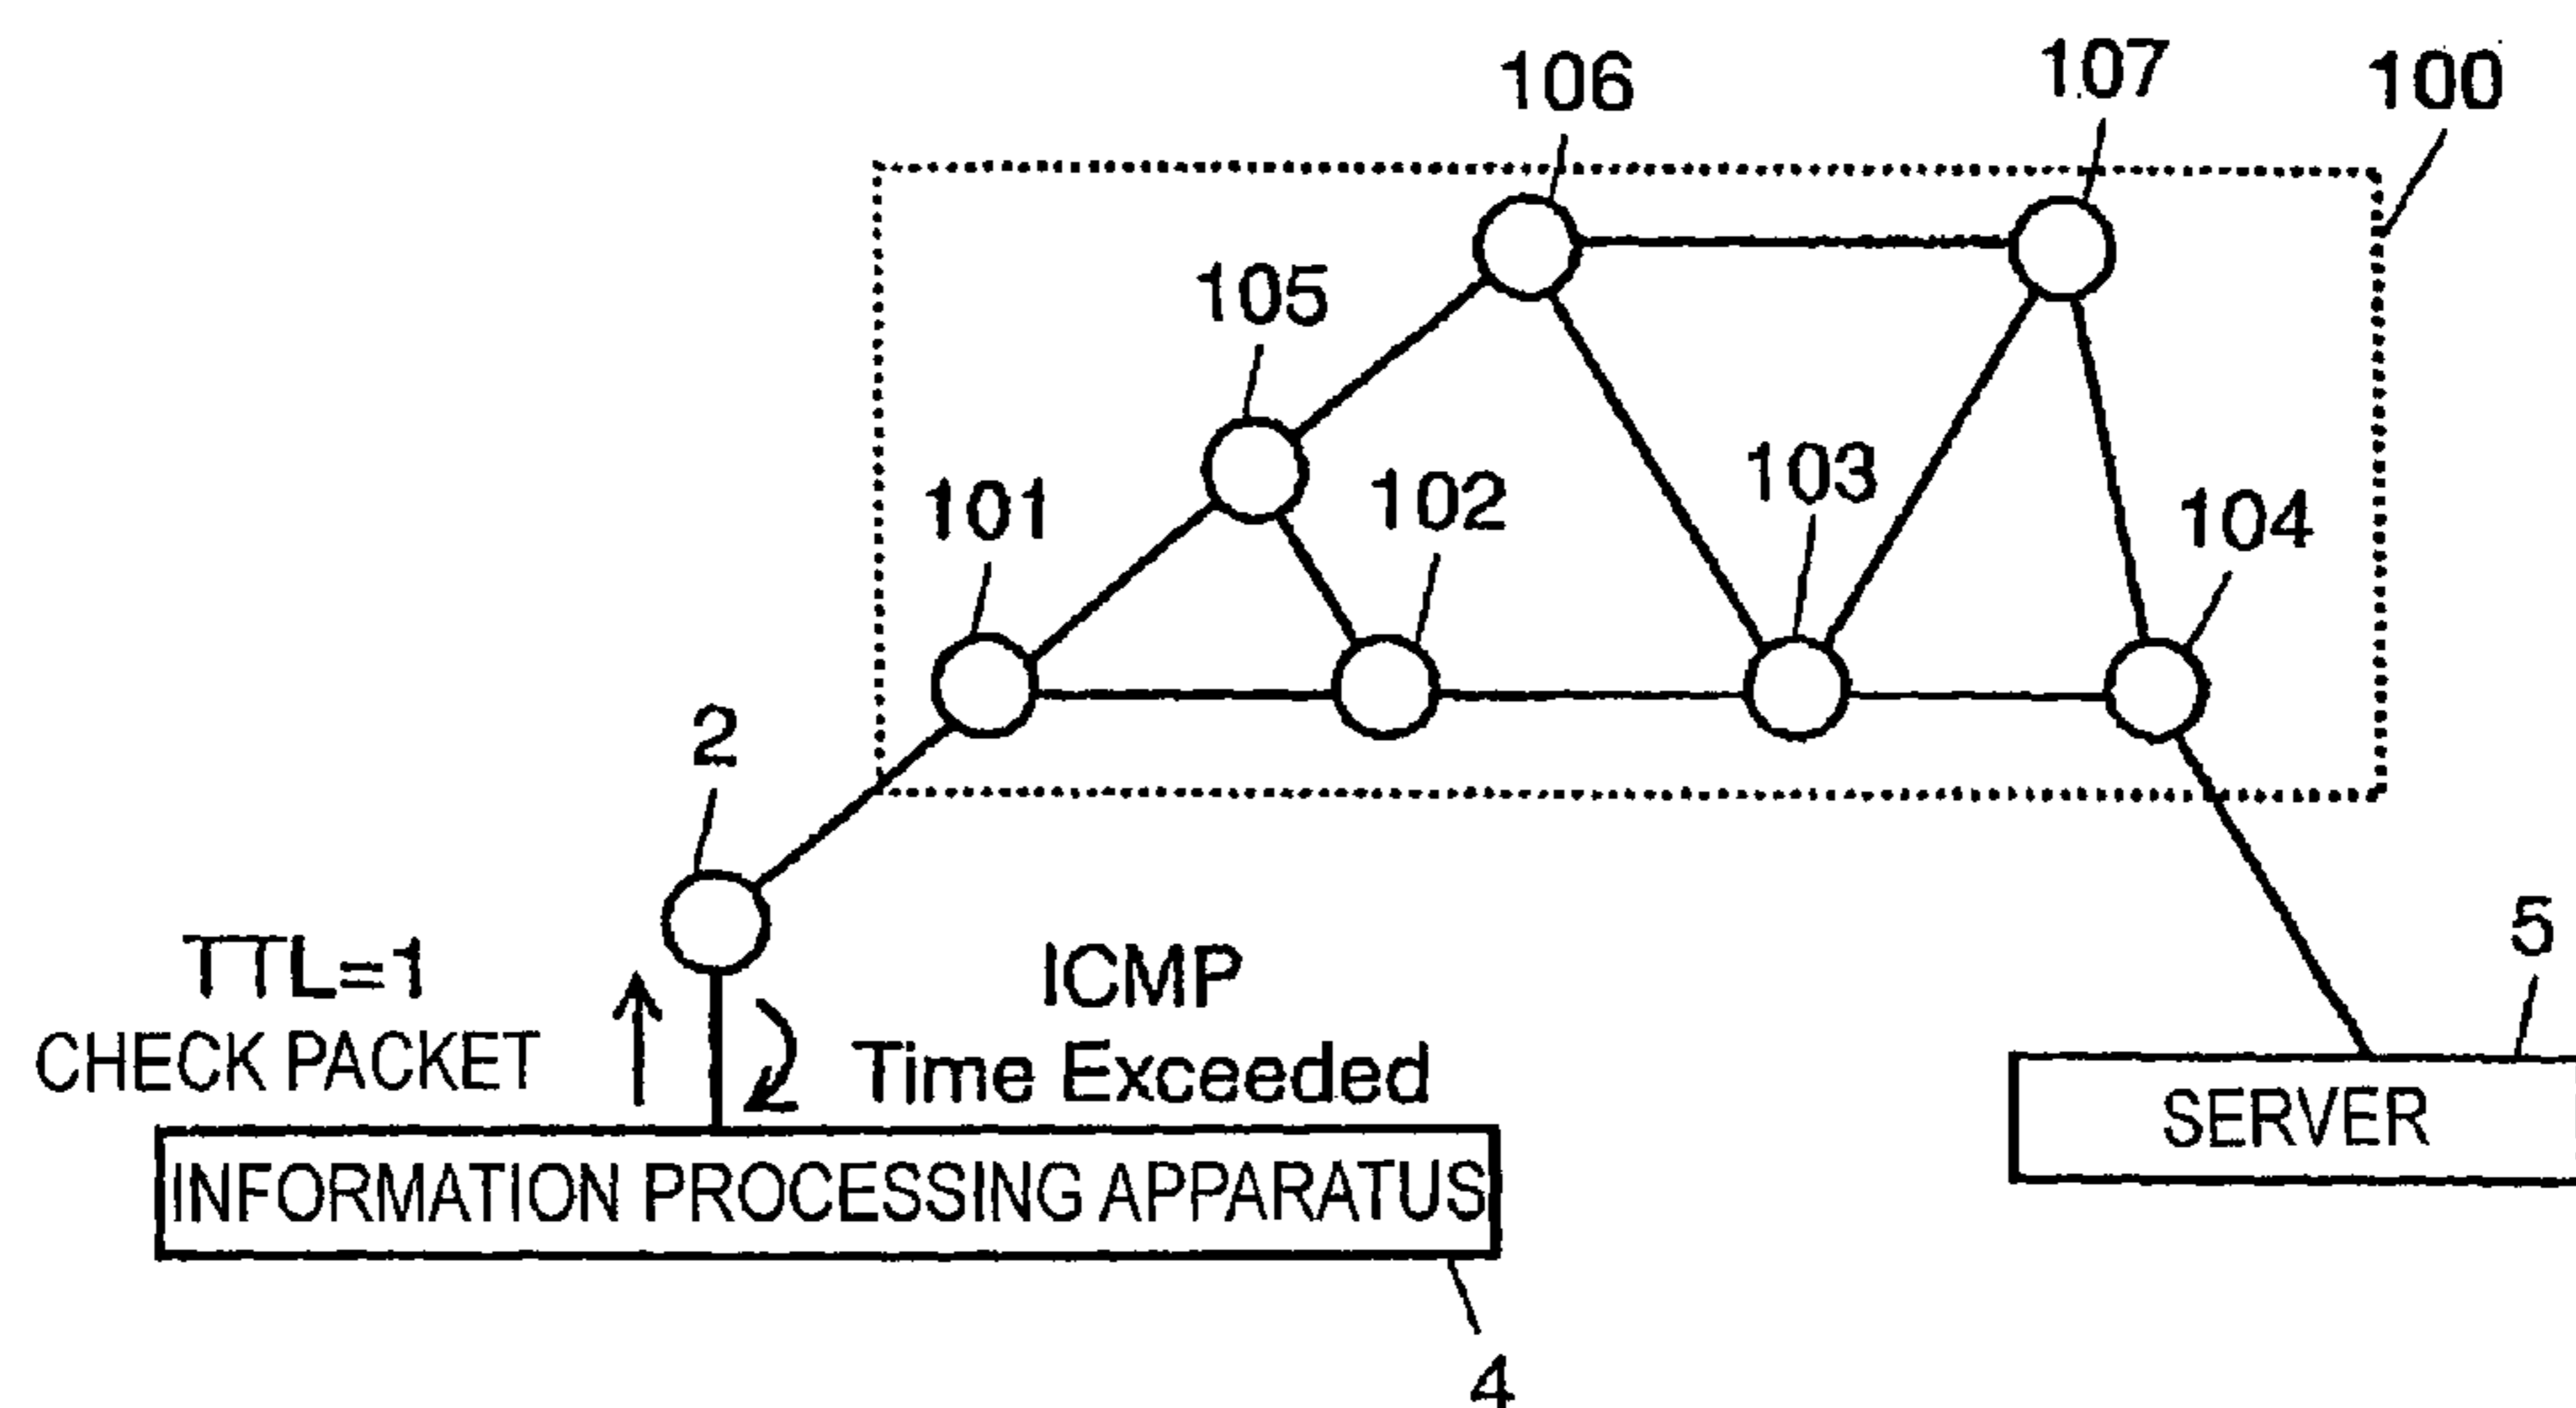 106
107
100
105
103
102
101
104
2
5
TTL=1
CHECK PACKET
ICMP
Time Exceeded
SERVER
INFORMATION PROCESSING APPARATUS
4